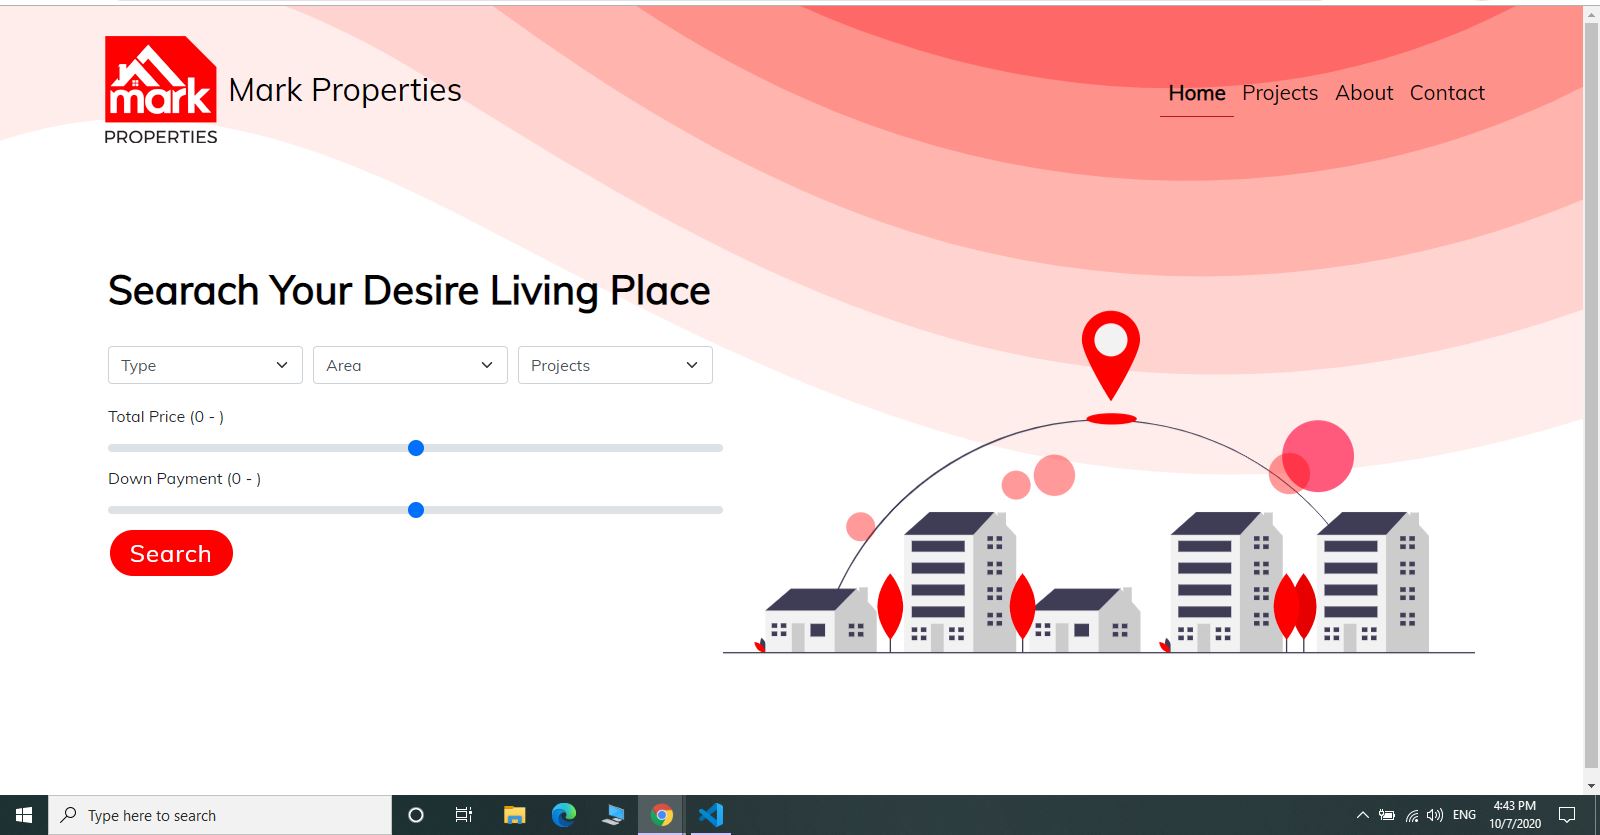 mark
PROPERTIES
Mark Properties
Home Projects About Contact
Searach Your Desire Living Place
Type Area Projects
Total Price (0 - )
Down Payment (0 - )
Search
Type here to search
ENG
4:43 PM
10/7/2020